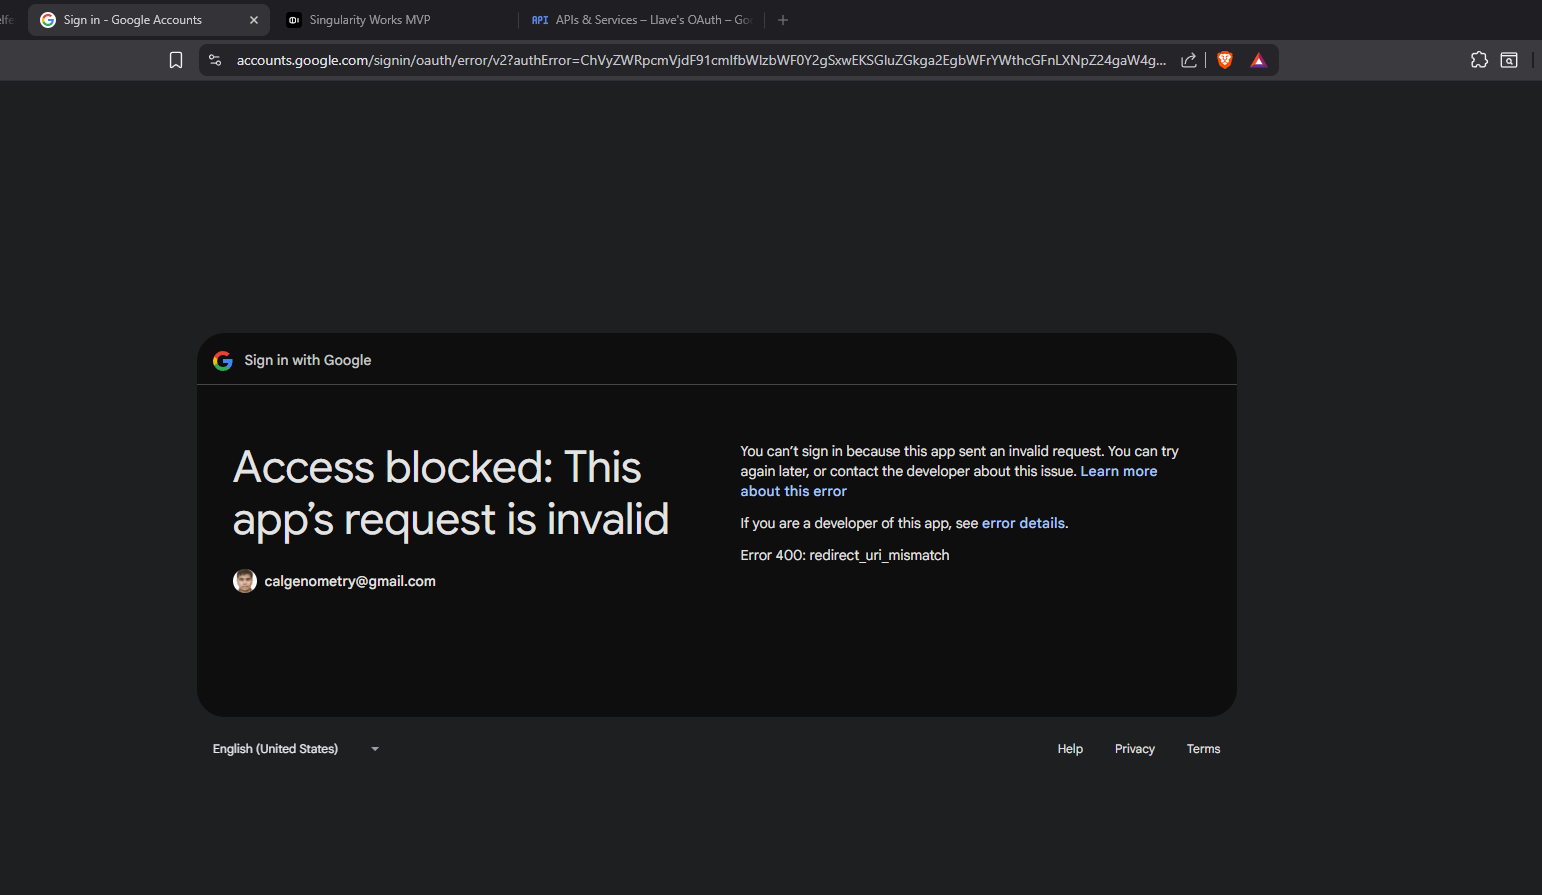 Sign in - Google Accounts
Singularity Works MVP
API APIs & Services – Llave's OAuth – Goo
accounts.google.com/signin/oauth/error/v2?authError=ChVyZWRpcmVjdF91cmlfbWlzbWF0Y2gSxwEKSGluZGkga2EgbWFrYWthcGFnLXNpZ24gaW4g...
Sign in with Google
Access blocked: This
app’s request is invalid
calgenometry@gmail.com
You can’t sign in because this app sent an invalid request. You can try
again later, or contact the developer about this issue. Learn more
about this error
If you are a developer of this app, see error details.
Error 400: redirect_uri_mismatch
English (United States)
Help
Privacy
Terms